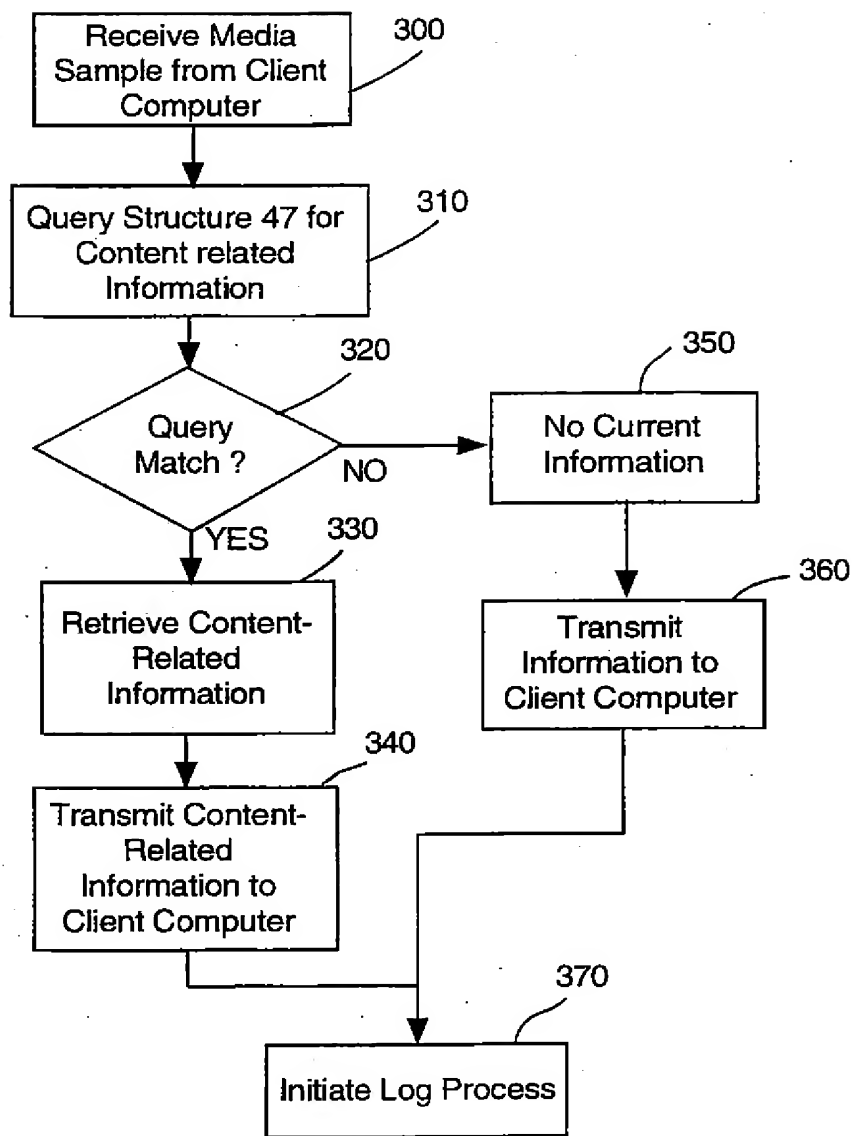 Receive Media
Sample from Client
Computer
300
Query Structure 47 for
Content related
Information
310
Query
Match ?
320
NO
YES
No Current
Information
350
Retrieve Content-
Related
Information
330
Transmit
Information to
Client Computer
360
Transmit Content-
Related
Information to
Client Computer
340
Initiate Log Process
370